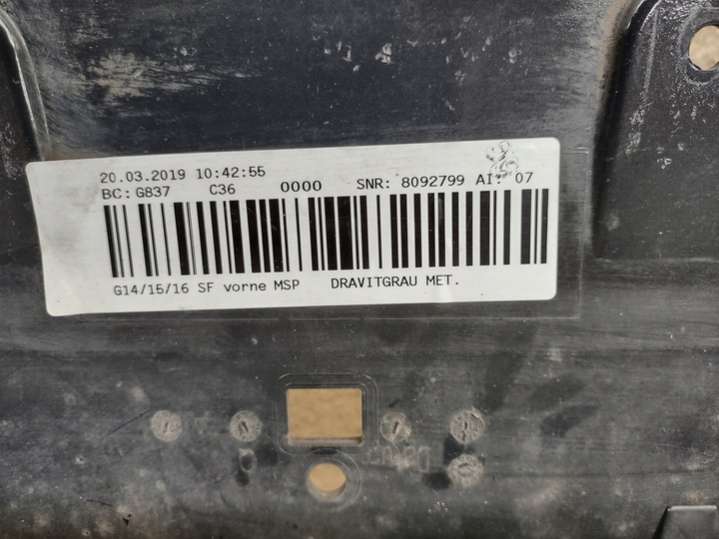 20.03.2019 10:42:55
BC: G837 C36 0000 SNR: 8092799 AI: 07
G14/15/16 SF vorne MSP DRAVITGRAU MET.